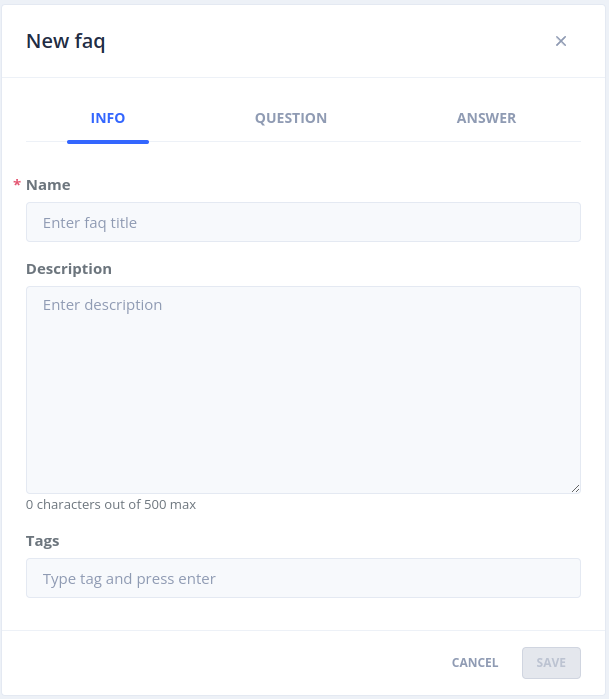 New faq ×
INFO QUESTION ANSWER
* Name
Enter faq title
Description
Enter description
0 characters out of 500 max
Tags
Type tag and press enter
CANCEL SAVE